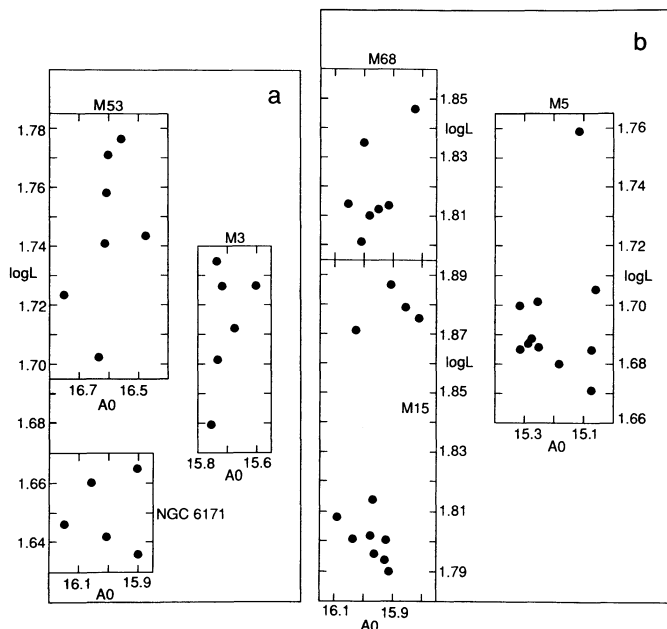 a
M53
1.78
1.76
1.74
logL
1.72
1.70
16.7
16.5
A0
1.68
1.66
1.64
NGC 6171
16.1
15.9
A0
M3
15.8
15.6
A0
b
M68
1.85
logL
1.83
1.81
1.89
1.87
logL
1.85
M15
1.83
1.81
1.79
16.1
15.9
A0
M5
1.76
1.74
1.72
logL
1.70
1.68
1.66
15.3
15.1
A0